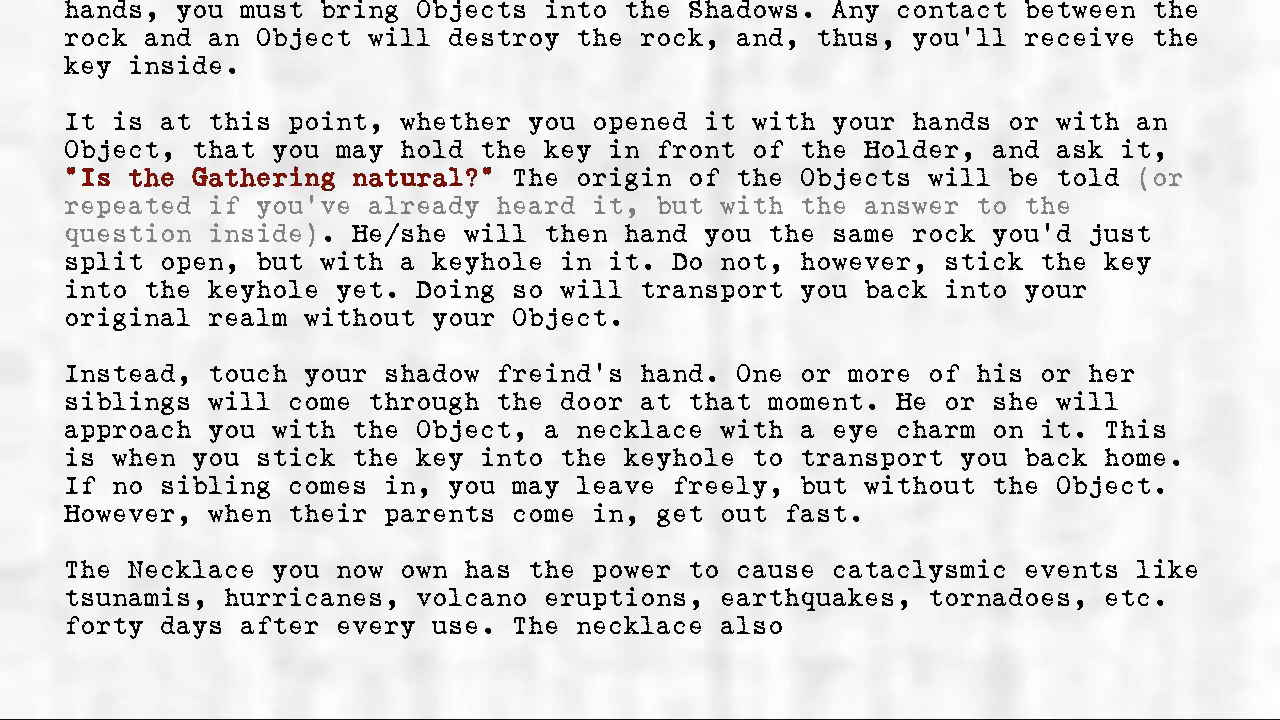 hands, you must bring Objects into the Shadows. Any contact between the
rock and an Object will destroy the rock, and, thus, you'll receive the
key inside.
It is at this point, whether you opened it with your hands or with an
Object, that you may hold the key in front of the Holder, and ask it,
"Is the Gathering natural?" The origin of the Objects will be told (or
repeated if you've already heard it, but with the answer to the
question inside). He/she will then hand you the same rock you'd just
split open, but with a keyhole in it. Do not, however, stick the key
into the keyhole yet. Doing so will transport you back into your
original realm without your Object.
Instead, touch your shadow freind's hand. One or more of his or her
siblings will come through the door at that moment. He or she will
approach you with the Object, a necklace with a eye charm on it. This
is when you stick the key into the keyhole to transport you back home.
If no sibling comes in, you may leave freely, but without the Object.
However, when their parents come in, get out fast.
The Necklace you now own has the power to cause cataclysmic events like
tsunamis, hurricanes, volcano eruptions, earthquakes, tornadoes, etc.
forty days after every use. The necklace also